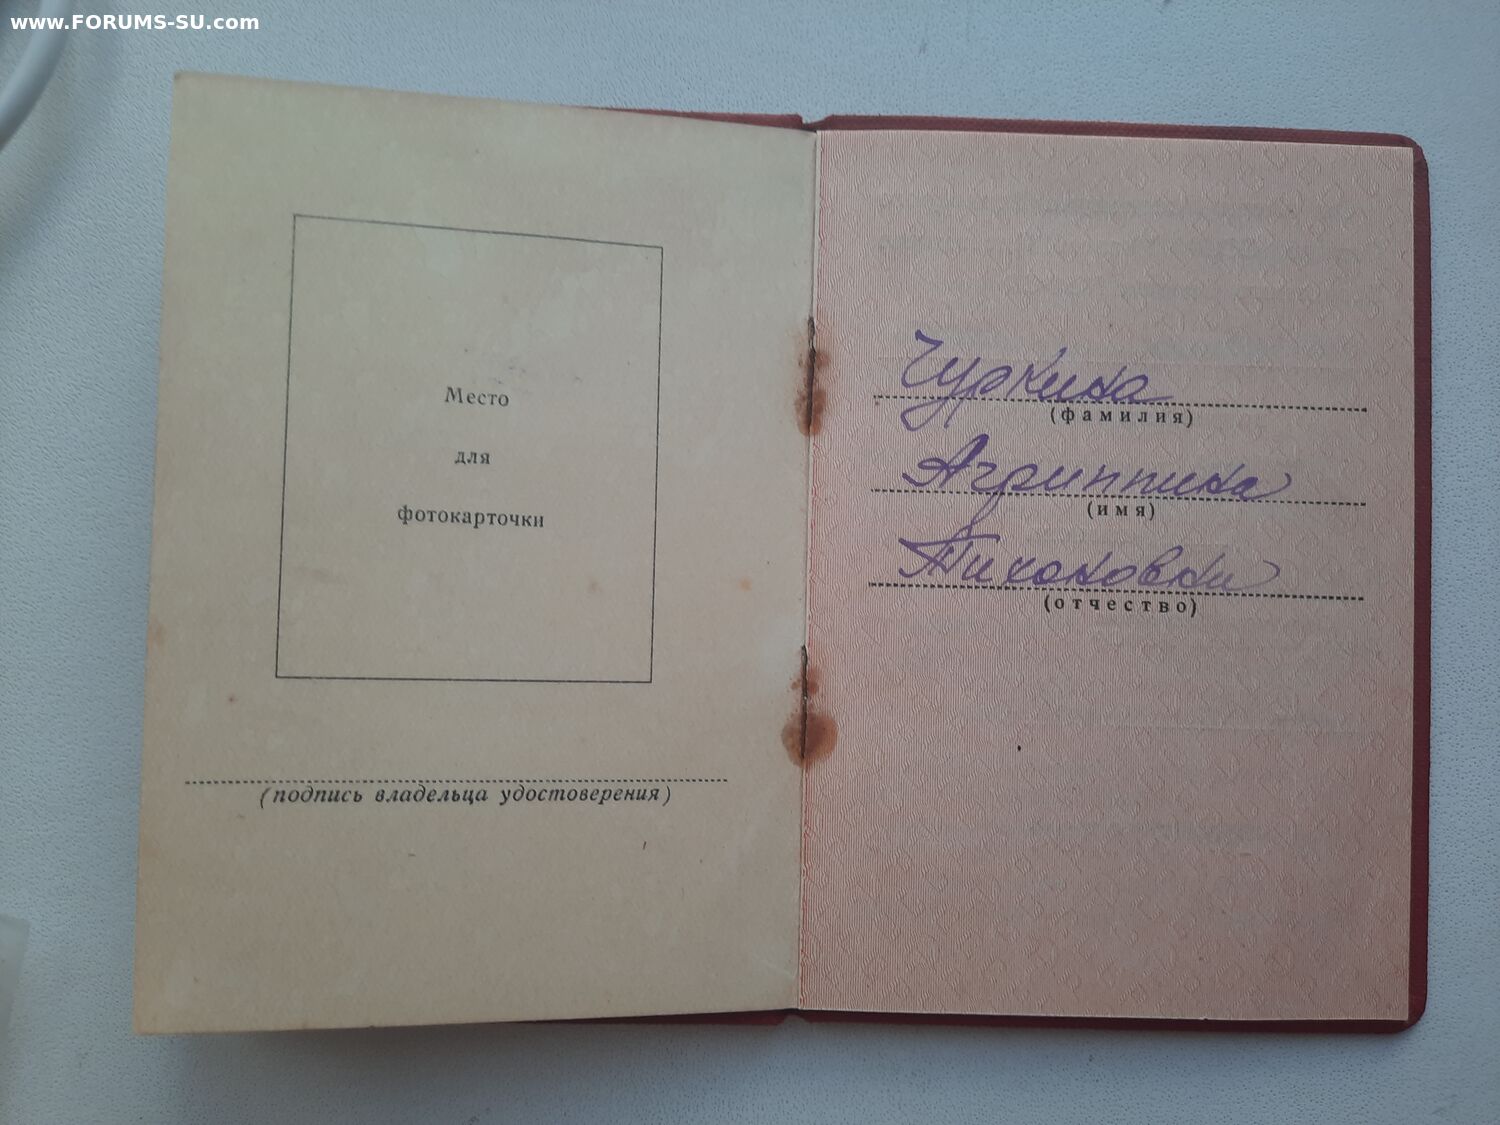 www.FORUMS-SU.com
Место
для
фотокарточки
(подпись владельца удостоверения)
Чуркина
(фамилия)
Агриппина
(имя)
Тихоновна
(отчество)